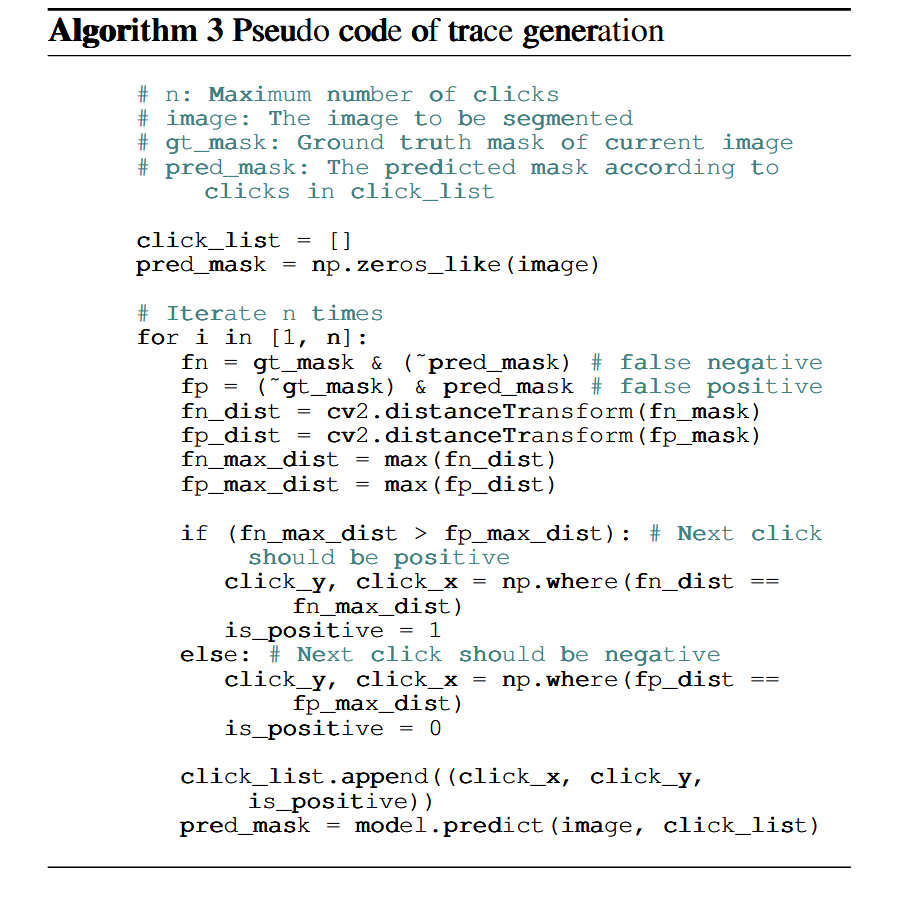 Algorithm 3 Pseudo code of trace generation
# n: Maximum number of clicks
# image: The image to be segmented
# gt_mask: Ground truth mask of current image
# pred_mask: The predicted mask according to
clicks in click_list
click_list = []
pred_mask = np.zeros_like(image)
# Iterate n times
for i in [1, n]:
fn = gt_mask & (~pred_mask) # false negative
fp = (~gt_mask) & pred_mask # false positive
fn_dist = cv2.distanceTransform(fn_mask)
fp_dist = cv2.distanceTransform(fp_mask)
fn_max_dist = max(fn_dist)
fp_max_dist = max(fp_dist)
if (fn_max_dist > fp_max_dist): # Next click
should be positive
click_y, click_x = np.where(fn_dist ==
fn_max_dist)
is_positive = 1
else: # Next click should be negative
click_y, click_x = np.where(fp_dist ==
fp_max_dist)
is_positive = 0
click_list.append((click_x, click_y,
is_positive))
pred_mask = model.predict(image, click_list)